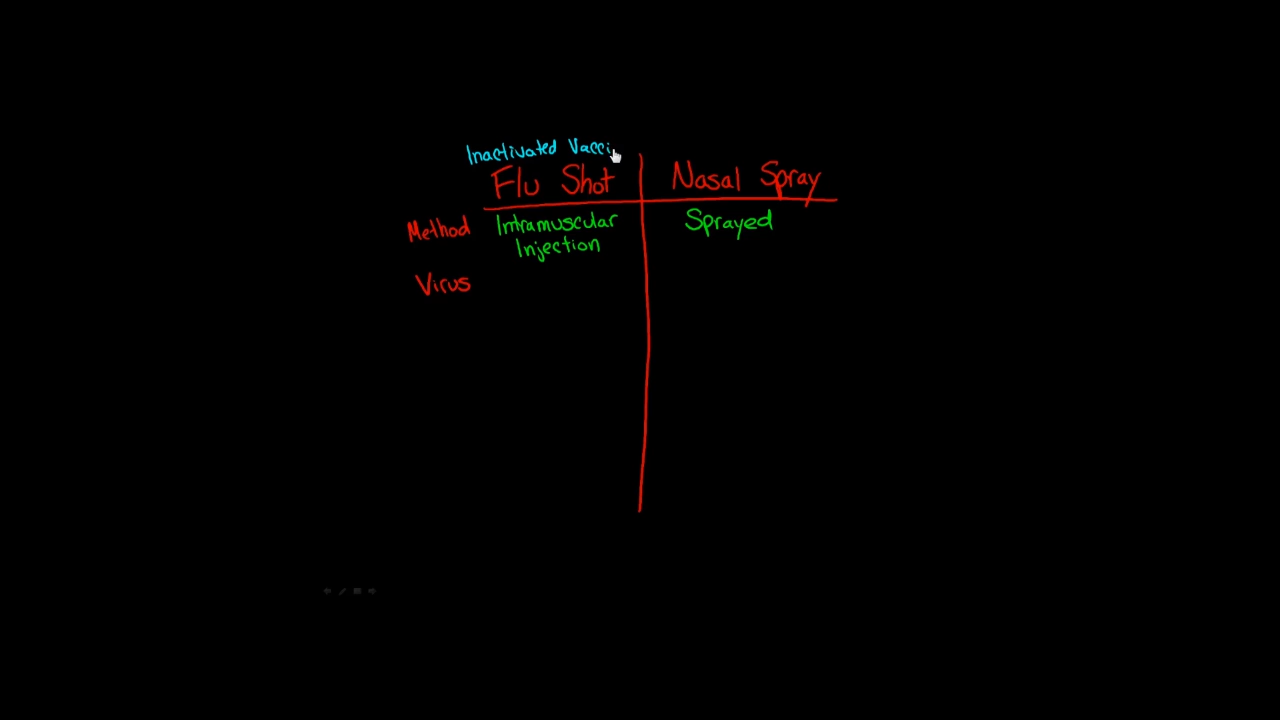 Inactivated Vacci
Flu Shot
Nasal Spray
Method
Intramuscular
Injection
Sprayed
Virus